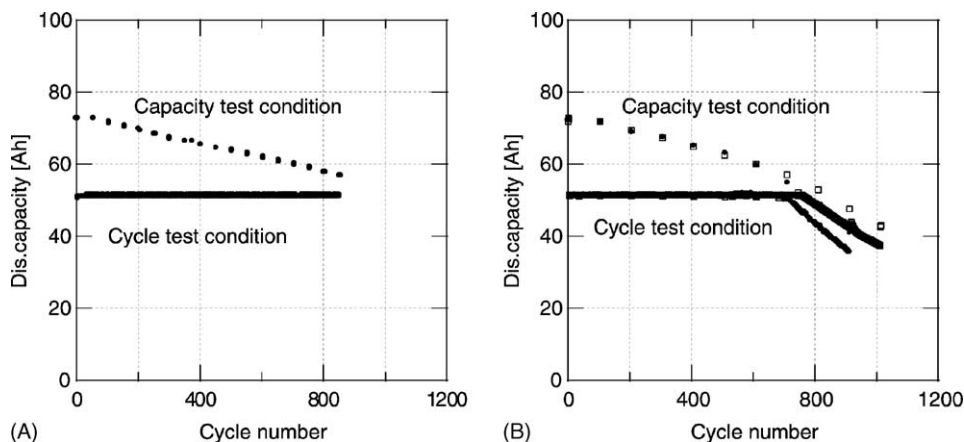 100
80
60
40
20
0
Dis.capacity [Ah]
Capacity test condition
Cycle test condition
0
400
800
1200
Cycle number
(A)
100
80
60
40
20
0
Dis.capacity [Ah]
Capacity test condition
Cycle test condition
0
400
800
1200
Cycle number
(B)